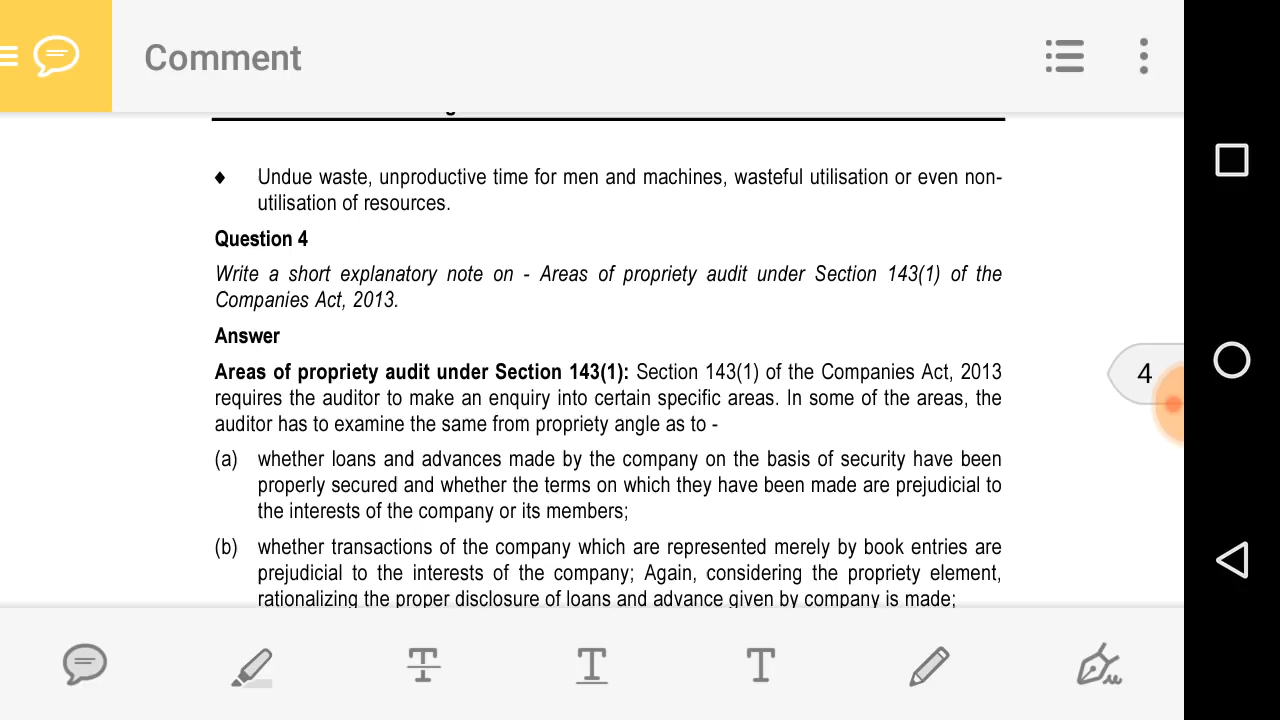 Comment
♦ Undue waste, unproductive time for men and machines, wasteful utilisation or even non-
utilisation of resources.
Question 4
Write a short explanatory note on - Areas of propriety audit under Section 143(1) of the
Companies Act, 2013.
Answer
Areas of propriety audit under Section 143(1): Section 143(1) of the Companies Act, 2013
requires the auditor to make an enquiry into certain specific areas. In some of the areas, the
auditor has to examine the same from propriety angle as to -
(a) whether loans and advances made by the company on the basis of security have been
properly secured and whether the terms on which they have been made are prejudicial to
the interests of the company or its members;
4
(b) whether transactions of the company which are represented merely by book entries are
prejudicial to the interests of the company; Again, considering the propriety element,
rationalizing the proper disclosure of loans and advance given by company is made;
T T T